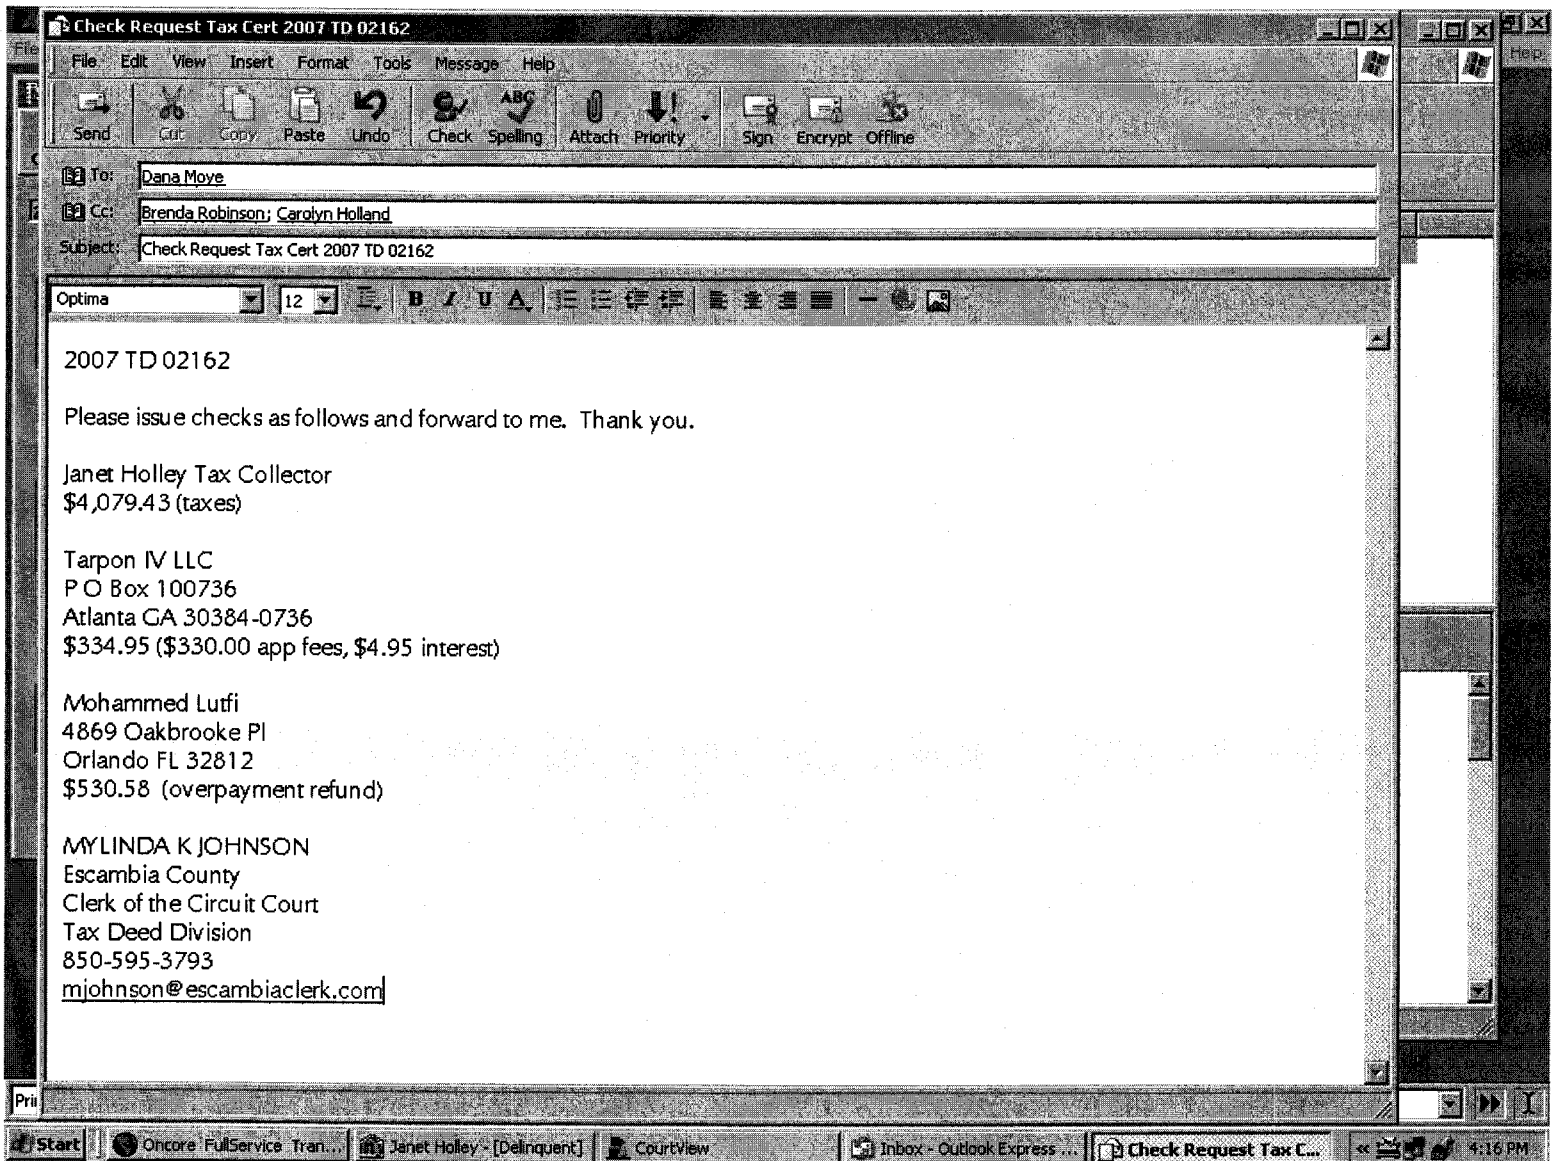 Check Request Tax Cert 2007 TD 02162
File Edit View Insert Format Tools Message Help
Help
Send Cut Copy Paste Undo Check Spelling Attach Priority Sign Encrypt Offline
To: Dana Moye
Cc: Brenda Robinson; Carolyn Holland
Subject: Check Request Tax Cert 2007 TD 02162
Optima 12
2007 TD 02162
Please issue checks as follows and forward to me. Thank you.
Janet Holley Tax Collector
$4,079.43 (taxes)
Tarpon IV LLC
P O Box 100736
Atlanta GA 30384-0736
$334.95 ($330.00 app fees, $4.95 interest)
Mohammed Lutfi
4869 Oakbrooke Pl
Orlando FL 32812
$530.58 (overpayment refund)
MYLINDA K JOHNSON
Escambia County
Clerk of the Circuit Court
Tax Deed Division
850-595-3793
mjohnson@escambiaclerk.com
Pri
Start Oncore FullService Tran... Janet Holley - [Delinquent] CourtView Inbox - Outlook Express ... Check Request Tax C... « 4:16 PM